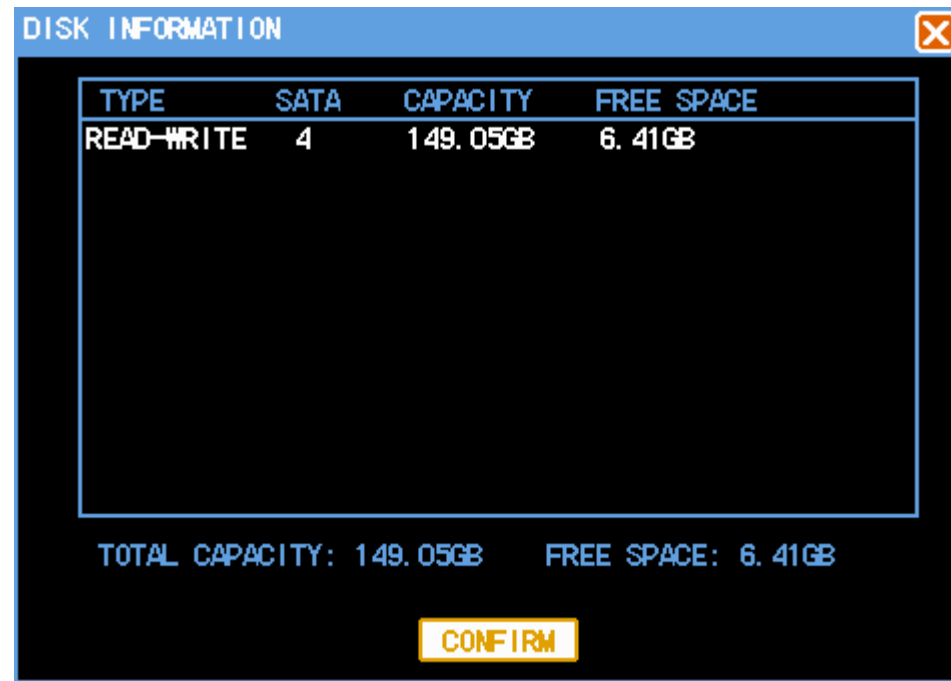 DISK INFORMATION
TYPE SATA CAPACITY FREE SPACE
READ-WRITE 4 149.05GB 6.41GB
TOTAL CAPACITY: 149.05GB FREE SPACE: 6.41GB
CONFIRM